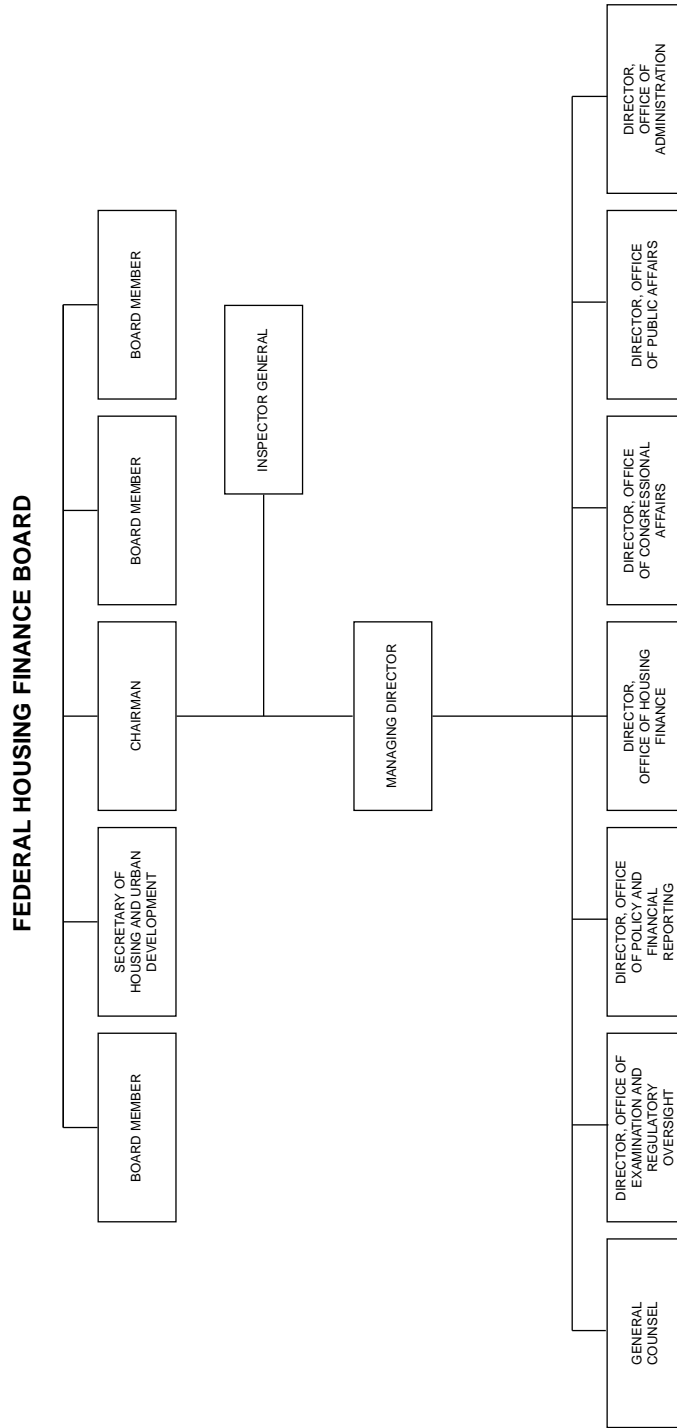 FEDERAL HOUSING FINANCE BOARD
BOARD MEMBER
SECRETARY OF
HOUSING AND URBAN
DEVELOPMENT
CHAIRMAN
BOARD MEMBER
BOARD MEMBER
INSPECTOR GENERAL
MANAGING DIRECTOR
GENERAL
COUNSEL
DIRECTOR, OFFICE OF
EXAMINATION AND
REGULATORY
OVERSIGHT
DIRECTOR, OFFICE
OF POLICY AND
FINANCIAL
REPORTING
DIRECTOR,
OFFICE OF HOUSING
FINANCE
DIRECTOR, OFFICE
OF CONGRESSIONAL
AFFAIRS
DIRECTOR, OFFICE
OF PUBLIC AFFAIRS
DIRECTOR,
OFFICE OF
ADMINISTRATION